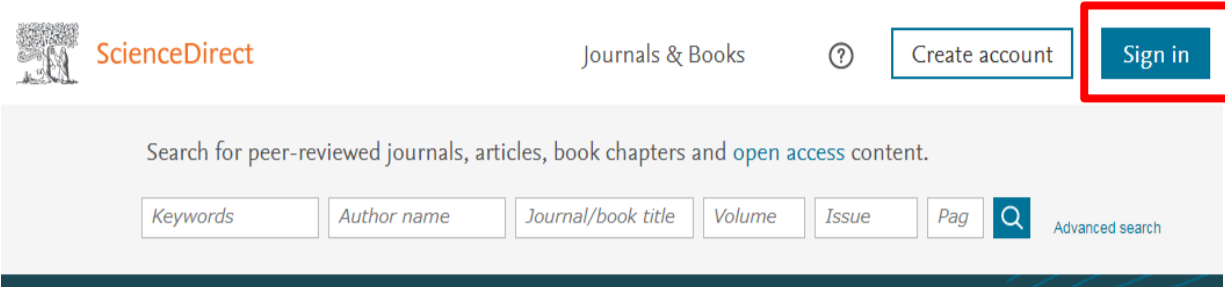 ScienceDirect Journals & Books ? Create account Sign in
Search for peer-reviewed journals, articles, book chapters and open access content.
Keywords Author name Journal/book title Volume Issue Pag Advanced search